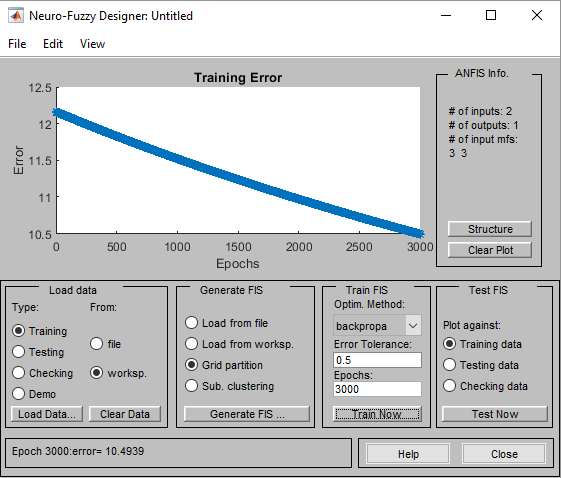 Neuro-Fuzzy Designer: Untitled
File Edit View
Training Error
12.5
12
11.5
11
10.5
Error
0 500 1000 1500 2000 2500 3000
Epochs
ANFIS Info.
# of inputs: 2
# of outputs: 1
# of input mfs:
3 3
Structure
Clear Plot
Load data
Type: From:
Training
Testing
Checking
Demo
file
worksp.
Load Data... Clear Data
Generate FIS
Load from file
Load from worksp.
Grid partition
Sub. clustering
Generate FIS ...
Train FIS
Optim. Method:
backpropa
Error Tolerance:
0.5
Epochs:
3000
Train Now
Test FIS
Plot against:
Training data
Testing data
Checking data
Test Now
Epoch 3000:error= 10.4939
Help Close